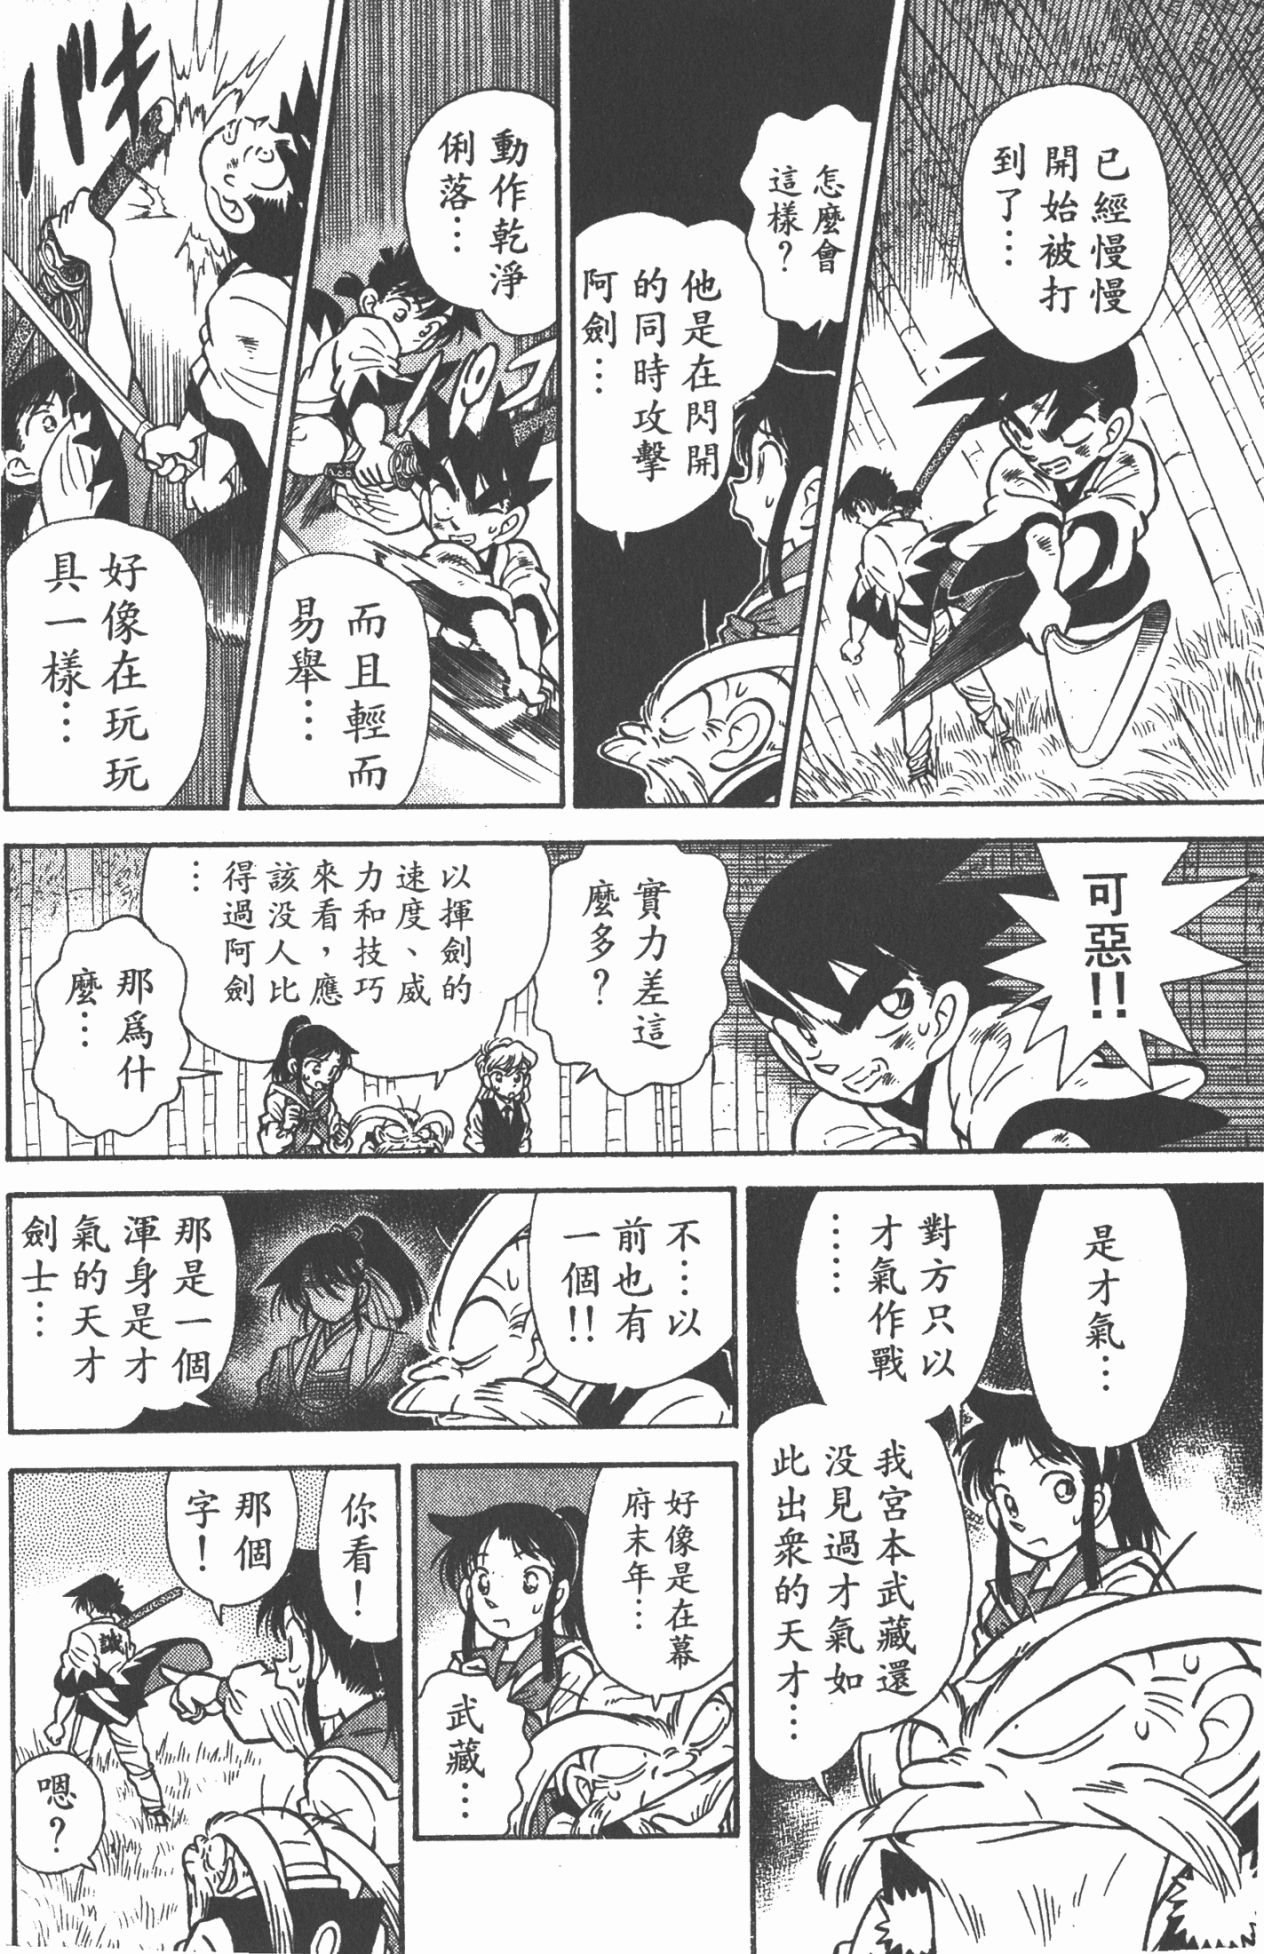 已經慢慢
開始被打
到了…
怎麼會
這樣？
他是在閃開
的同時攻擊
阿劍…
動作乾淨
俐落…
パクッ
而且輕而
易舉…
バキ
好像在玩玩
具一樣…
可惡!!
實力差這
麼多？
以揮劍的
速度、威
力和技巧
來看，應
該沒人比
得過阿劍
…
那爲什
麼…
是才氣…
對方只以
才氣作戰
……
我宮本武藏還
没見過才氣如
此出眾的天才…
不…以
前也有
一個!!
那是一個
渾身是才
氣的天才
劍士…
好像是在幕
府末年…
武藏…
你看！
那個
字！
誠
嗯？